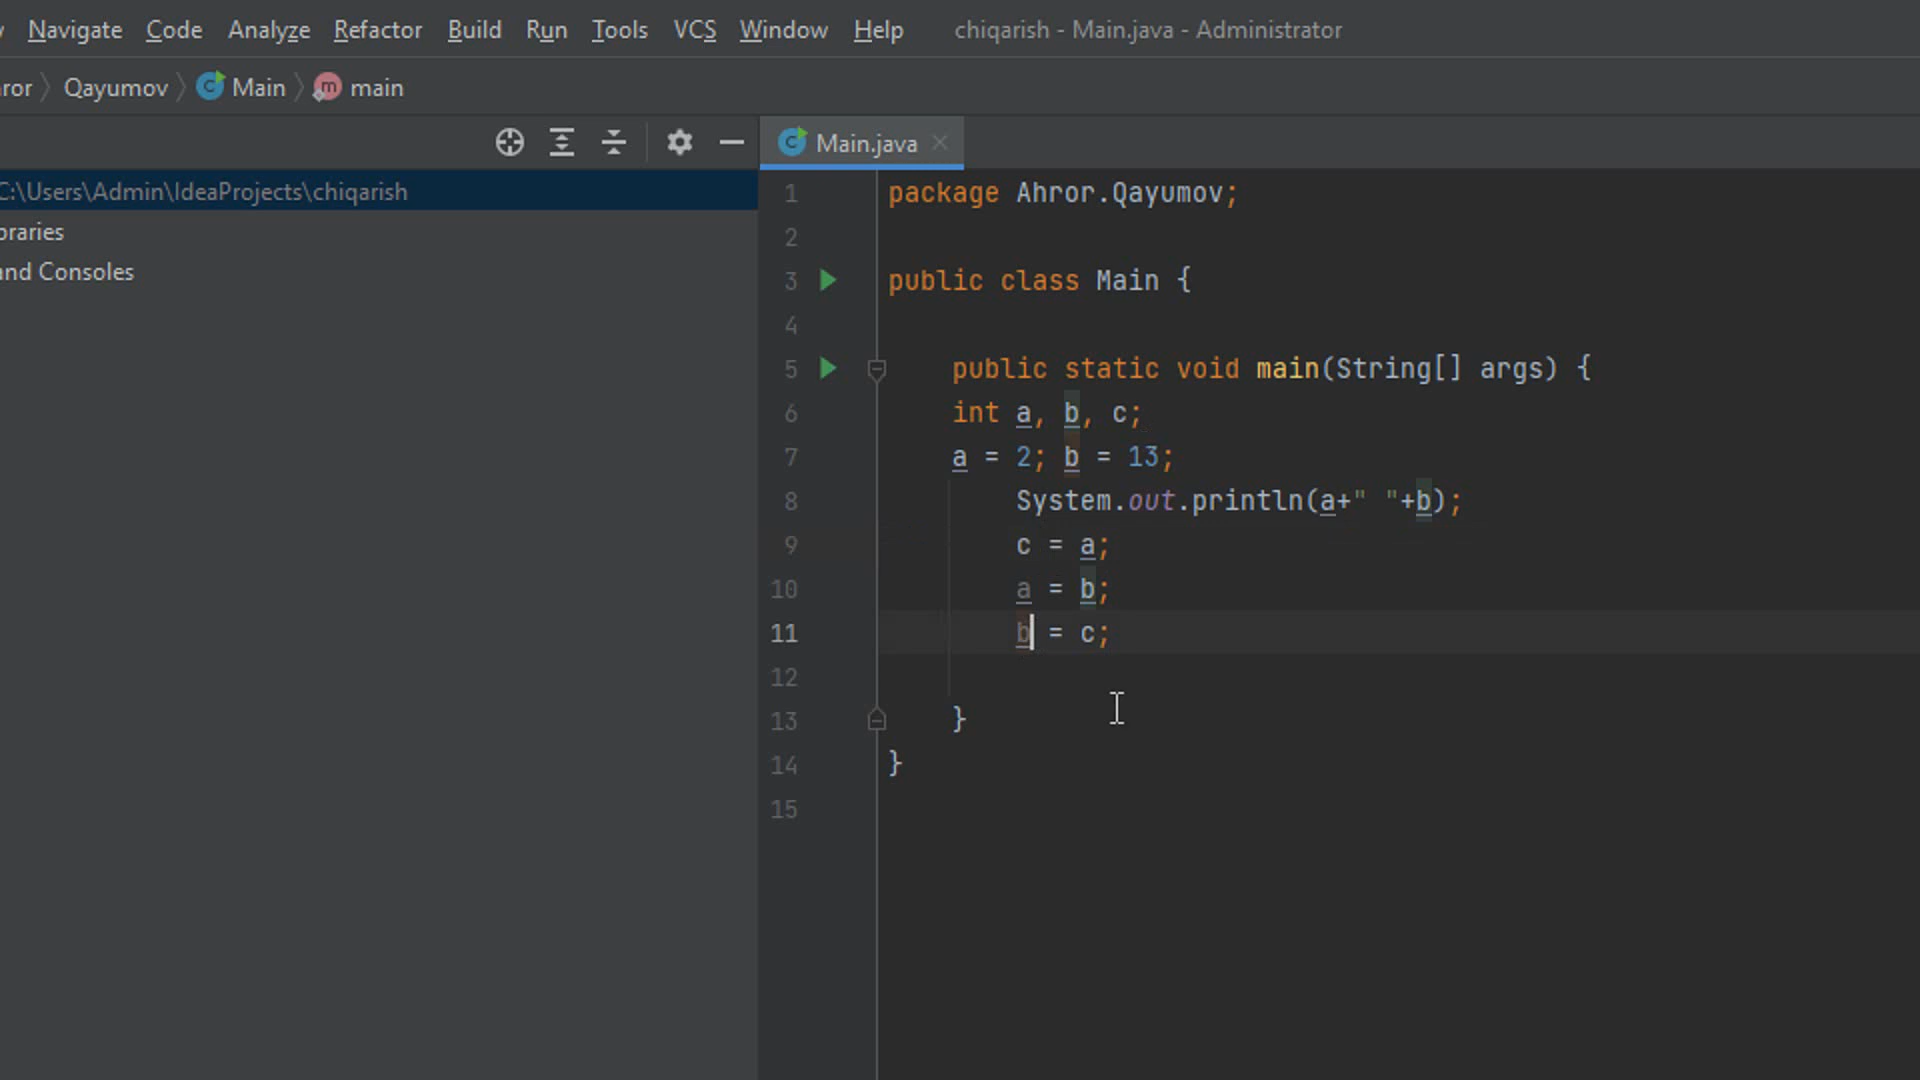 Navigate Code Analyze Refactor Build Run Tools VCS Window Help chiqarish - Main.java - Administrator
Qayumov Main m main
C Main.java
C:\Users\Admin\IdeaProjects\chiqarish
and Consoles
1 package Ahror.Qayumov;
2
3 public class Main {
4
5 public static void main(String[] args) {
6 int a, b, c;
7 a = 2; b = 13;
8 System.out.println(a+" "+b);
9 c = a;
10 a = b;
11 b = c;
12
13 }
14 }
15